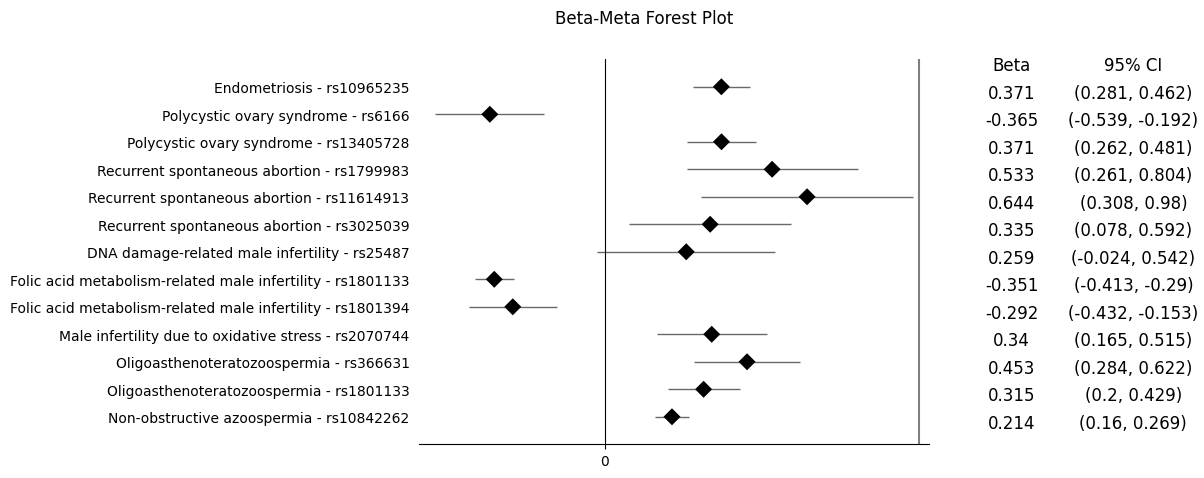 Beta-Meta Forest Plot
Beta 95% CI
Endometriosis - rs10965235 0.371 (0.281, 0.462)
Polycystic ovary syndrome - rs6166 -0.365 (-0.539, -0.192)
Polycystic ovary syndrome - rs13405728 0.371 (0.262, 0.481)
Recurrent spontaneous abortion - rs1799983 0.533 (0.261, 0.804)
Recurrent spontaneous abortion - rs11614913 0.644 (0.308, 0.98)
Recurrent spontaneous abortion - rs3025039 0.335 (0.078, 0.592)
DNA damage-related male infertility - rs25487 0.259 (-0.024, 0.542)
Folic acid metabolism-related male infertility - rs1801133 -0.351 (-0.413, -0.29)
Folic acid metabolism-related male infertility - rs1801394 -0.292 (-0.432, -0.153)
Male infertility due to oxidative stress - rs2070744 0.34 (0.165, 0.515)
Oligoasthenoteratozoospermia - rs366631 0.453 (0.284, 0.622)
Oligoasthenoteratozoospermia - rs1801133 0.315 (0.2, 0.429)
Non-obstructive azoospermia - rs10842262 0.214 (0.16, 0.269)
0